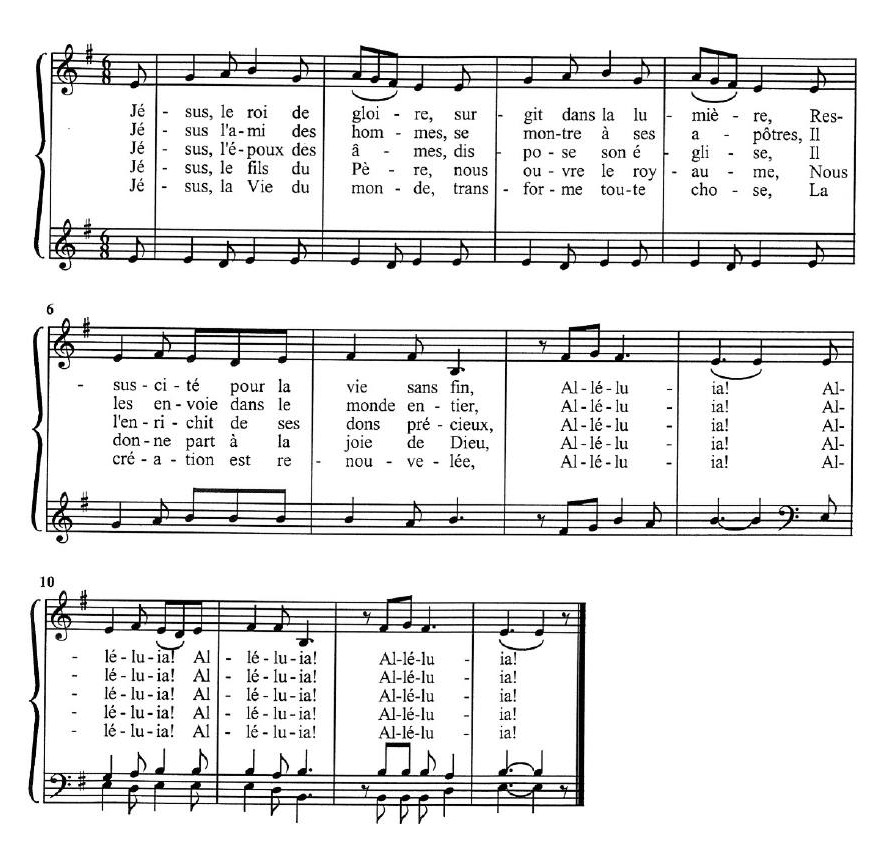 Jé - sus, le roi de gloi - re, sur - git dans la lu - miè - re, Res-
Jé - sus l'a-mi des hom - mes, se mon-tre à ses a - pôtres, Il
Jé - sus, l'é-poux des â - mes, dis - po - se son é - gli - se, Il
Jé - sus, le fils du Pè - re, nous ou - vre le roy - au - me, Nous
Jé - sus, la Vie du mon - de, trans - for - me tou-te cho - se, La
6
- sus - ci - té pour la vie sans fin, Al - lé - lu - ia! Al-
les en - voie dans le monde en - tier, Al - lé - lu - ia! Al-
l'en - ri - chit de ses dons pré - cieux, Al - lé - lu - ia! Al-
don - ne part à la joie de Dieu, Al - lé - lu - ia! Al-
cré - a - tion est re - nou - ve - lée, Al - lé - lu - ia! Al-
10
- lé - lu - ia! Al - lé - lu - ia! Al-lé-lu - ia!
- lé - lu - ia! Al - lé - lu - ia! Al-lé-lu - ia!
- lé - lu - ia! Al - lé - lu - ia! Al-lé-lu - ia!
- lé - lu - ia! Al - lé - lu - ia! Al-lé-lu - ia!
- lé - lu - ia! Al - lé - lu - ia! Al-lé-lu - ia!